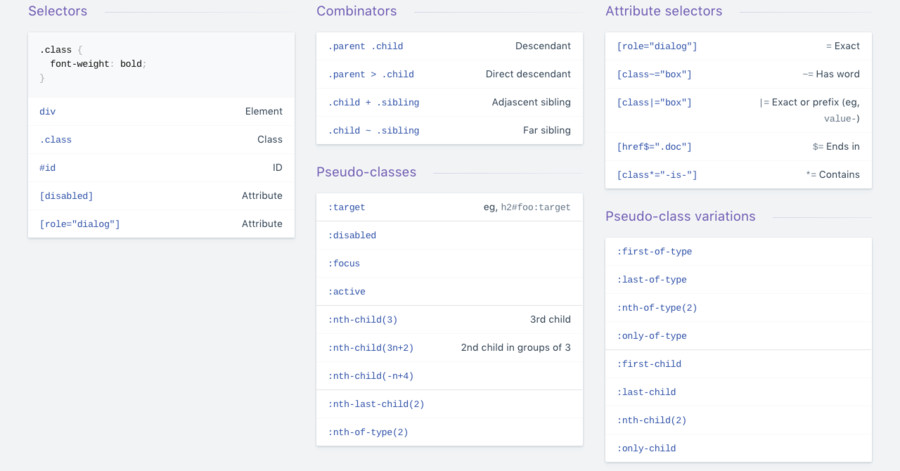 Selectors
.class {
font-weight: bold;
}
div Element
.class Class
#id ID
[disabled] Attribute
[role="dialog"] Attribute
Combinators
.parent .child Descendant
.parent > .child Direct descendant
.child + .sibling Adjascent sibling
.child ~ .sibling Far sibling
Pseudo-classes
:target eg, h2#foo:target
:disabled
:focus
:active
:nth-child(3) 3rd child
:nth-child(3n+2) 2nd child in groups of 3
:nth-child(-n+4)
:nth-last-child(2)
:nth-of-type(2)
Attribute selectors
[role="dialog"] = Exact
[class~="box"] ~= Has word
[class|="box"] |= Exact or prefix (eg,
value-)
[href$=".doc"] $= Ends in
[class*="-is-"] *= Contains
Pseudo-class variations
:first-of-type
:last-of-type
:nth-of-type(2)
:only-of-type
:first-child
:last-child
:nth-child(2)
:only-child